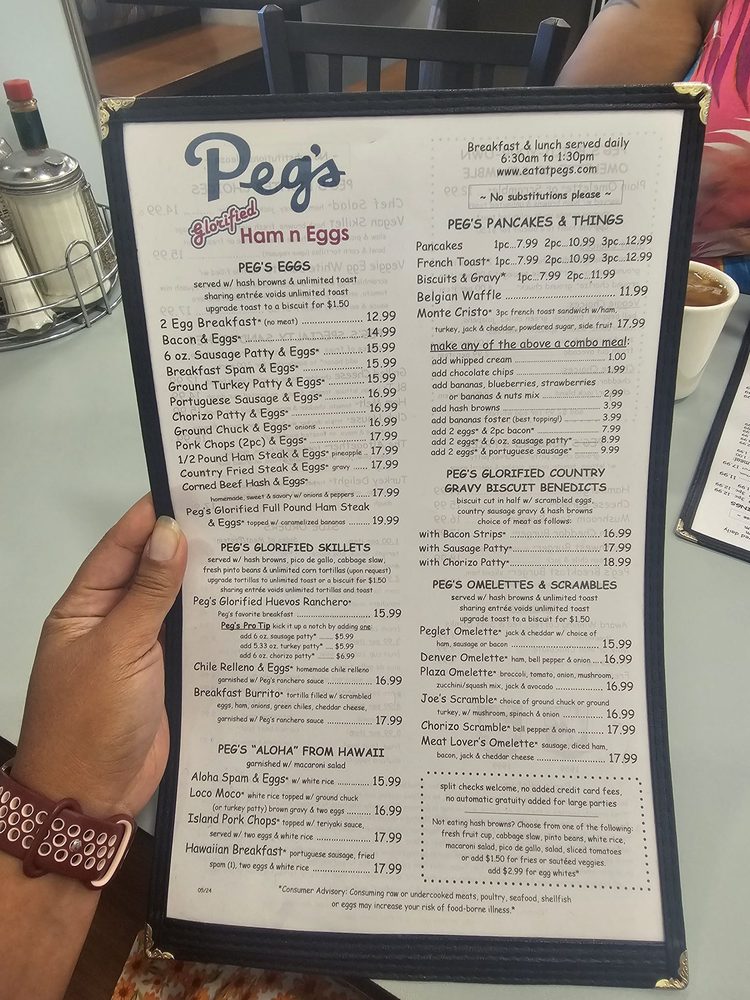 Peg's
Glorified
Ham n Eggs
PEG'S EGGS
served w/ hash browns & unlimited toast
sharing entrée voids unlimited toast
upgrade toast to a biscuit for $1.50
2 Egg Breakfast* (no meat) 12.99
Bacon & Eggs* 14.99
6 oz. Sausage Patty & Eggs* 15.99
Breakfast Spam & Eggs* 15.99
Ground Turkey Patty & Eggs* 15.99
Portuguese Sausage & Eggs* 16.99
Chorizo Patty & Eggs* 16.99
Ground Chuck & Eggs* onions 16.99
Pork Chops (2pc) & Eggs* 17.99
1/2 Pound Ham Steak & Eggs* pineapple 17.99
Country Fried Steak & Eggs* gravy 17.99
Corned Beef Hash & Eggs*
homemade, sweet & savory w/ onions & peppers 17.99
Peg's Glorified Full Pound Ham Steak
& Eggs* topped w/ caramelized bananas 19.99
PEG'S GLORIFIED SKILLETS
served w/ hash browns, pico de gallo, cabbage slaw,
fresh pinto beans & unlimited corn tortillas (upon request)
upgrade tortillas to unlimited toast or a biscuit for $1.50
sharing entrée voids unlimited tortillas and toast
Peg's Glorified Huevos Ranchero*
Peg's favorite breakfast 15.99
Peg's Pro Tip kick it up a notch by adding one:
add 6 oz. sausage patty* $5.99
add 5.33 oz. turkey patty* $5.99
add 6 oz. chorizo patty* $6.99
Chile Relleno & Eggs* homemade chile relleno
garnished w/ Peg's ranchero sauce 16.99
Breakfast Burrito* tortilla filled w/ scrambled
eggs, ham, onions, green chiles, cheddar cheese,
garnished w/ Peg's ranchero sauce 17.99
PEG'S "ALOHA" FROM HAWAII
garnished w/ macaroni salad
Aloha Spam & Eggs* w/ white rice 15.99
Loco Moco* white rice topped w/ ground chuck
(or turkey patty) brown gravy & two eggs 16.99
Island Pork Chops* topped w/ teriyaki sauce,
served w/ two eggs & white rice 17.99
Hawaiian Breakfast* portuguese sausage, fried
spam (1), two eggs & white rice 17.99
05/24
Breakfast & lunch served daily
6:30am to 1:30pm
www.eatatpegs.com
~ No substitutions please ~
PEG'S PANCAKES & THINGS
Pancakes 1pc...7.99 2pc...10.99 3pc...12.99
French Toast* 1pc...7.99 2pc...10.99 3pc...12.99
Biscuits & Gravy* 1pc...7.99 2pc...11.99
Belgian Waffle 11.99
Monte Cristo* 3pc french toast sandwich w/ham,
turkey, jack & cheddar, powdered sugar, side fruit 17.99
make any of the above a combo meal:
add whipped cream 1.00
add chocolate chips 1.99
add bananas, blueberries, strawberries
or bananas & nuts mix 2.99
add hash browns 3.99
add bananas foster (best topping!) 3.99
add 2 eggs* & 2pc bacon* 7.99
add 2 eggs* & 6 oz. sausage patty* 8.99
add 2 eggs* & portuguese sausage* 9.99
PEG'S GLORIFIED COUNTRY
GRAVY BISCUIT BENEDICTS
biscuit cut in half w/ scrambled eggs,
country sausage gravy & hash browns
choice of meat as follows:
with Bacon Strips* 16.99
with Sausage Patty* 17.99
with Chorizo Patty* 18.99
PEG'S OMELETTES & SCRAMBLES
served w/ hash browns & unlimited toast
sharing entrée voids unlimited toast
upgrade toast to a biscuit for $1.50
Peglet Omelette* jack & cheddar w/ choice of
ham, sausage or bacon 15.99
Denver Omelette* ham, bell pepper & onion 16.99
Plaza Omelette* broccoli, tomato, onion, mushroom,
zucchini/squash mix, jack & avocado 16.99
Joe's Scramble* choice of ground chuck or ground
turkey, w/ mushroom, spinach & onion 16.99
Chorizo Scramble* bell pepper & onion 17.99
Meat Lover's Omelette* sausage, diced ham,
bacon, jack & cheddar cheese 17.99
split checks welcome, no added credit card fees,
no automatic gratuity added for large parties
Not eating hash browns? Choose from one of the following:
fresh fruit cup, cabbage slaw, pinto beans, white rice,
macaroni salad, pico de gallo, salad, sliced tomatoes
or add $1.50 for fries or sautéed veggies.
add $2.99 for egg whites*
*Consumer Advisory: Consuming raw or undercooked meats, poultry, seafood, shellfish
or eggs may increase your risk of food-borne illness.*